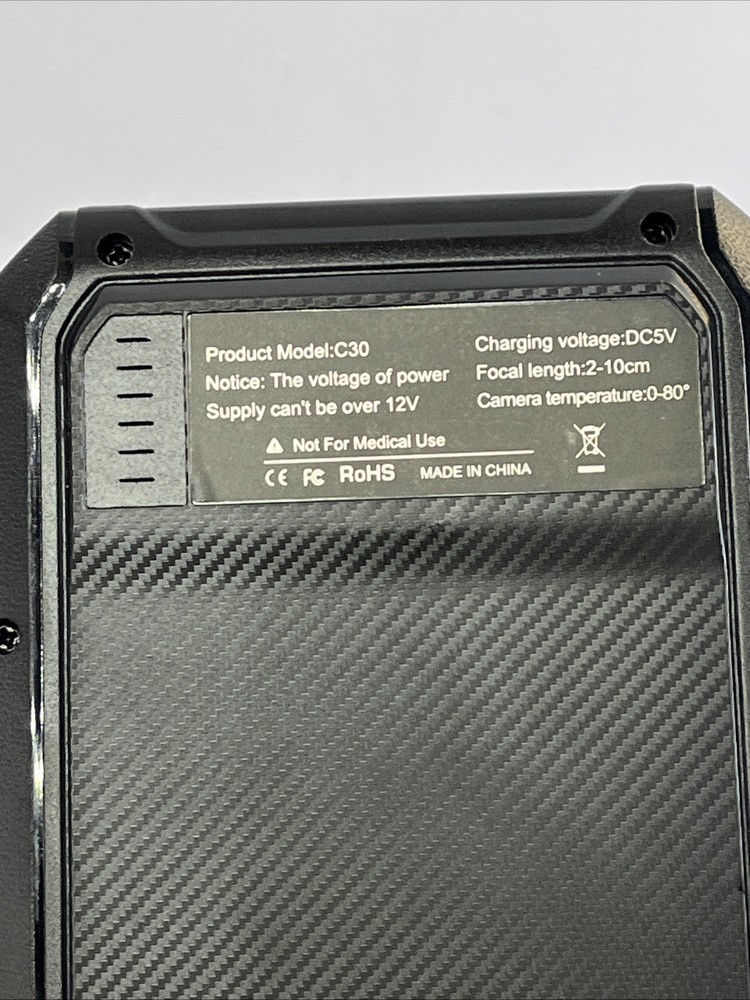 Product Model:C30
Notice: The voltage of power
Supply can't be over 12V
Charging voltage:DC5V
Focal length:2-10cm
Camera temperature:0-80°
Not For Medical Use
CE FC RoHS MADE IN CHINA